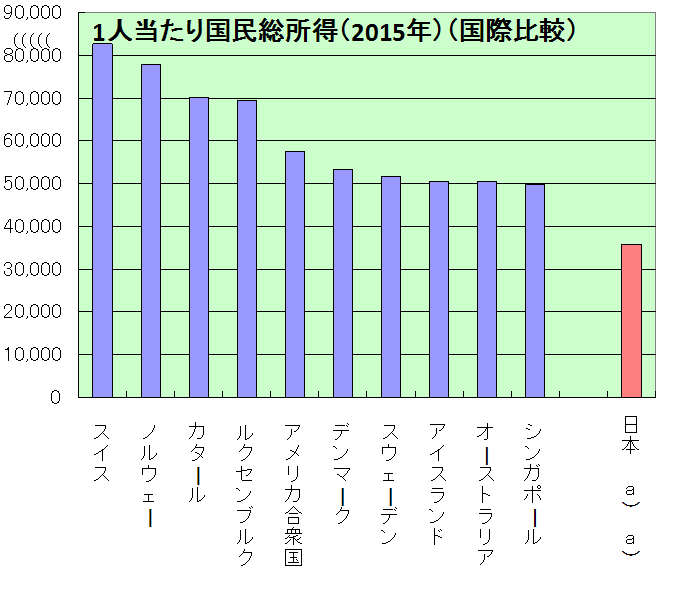 1人当たり国民総所得（2015年）（国際比較）
90,000
(((((
80,000
70,000
60,000
50,000
40,000
30,000
20,000
10,000
0
スイス
ノルウェー
カタール
ルクセンブルク
アメリカ合衆国
デンマーク
スウェーデン
アイスランド
オーストラリア
シンガポール
日本 a) a)